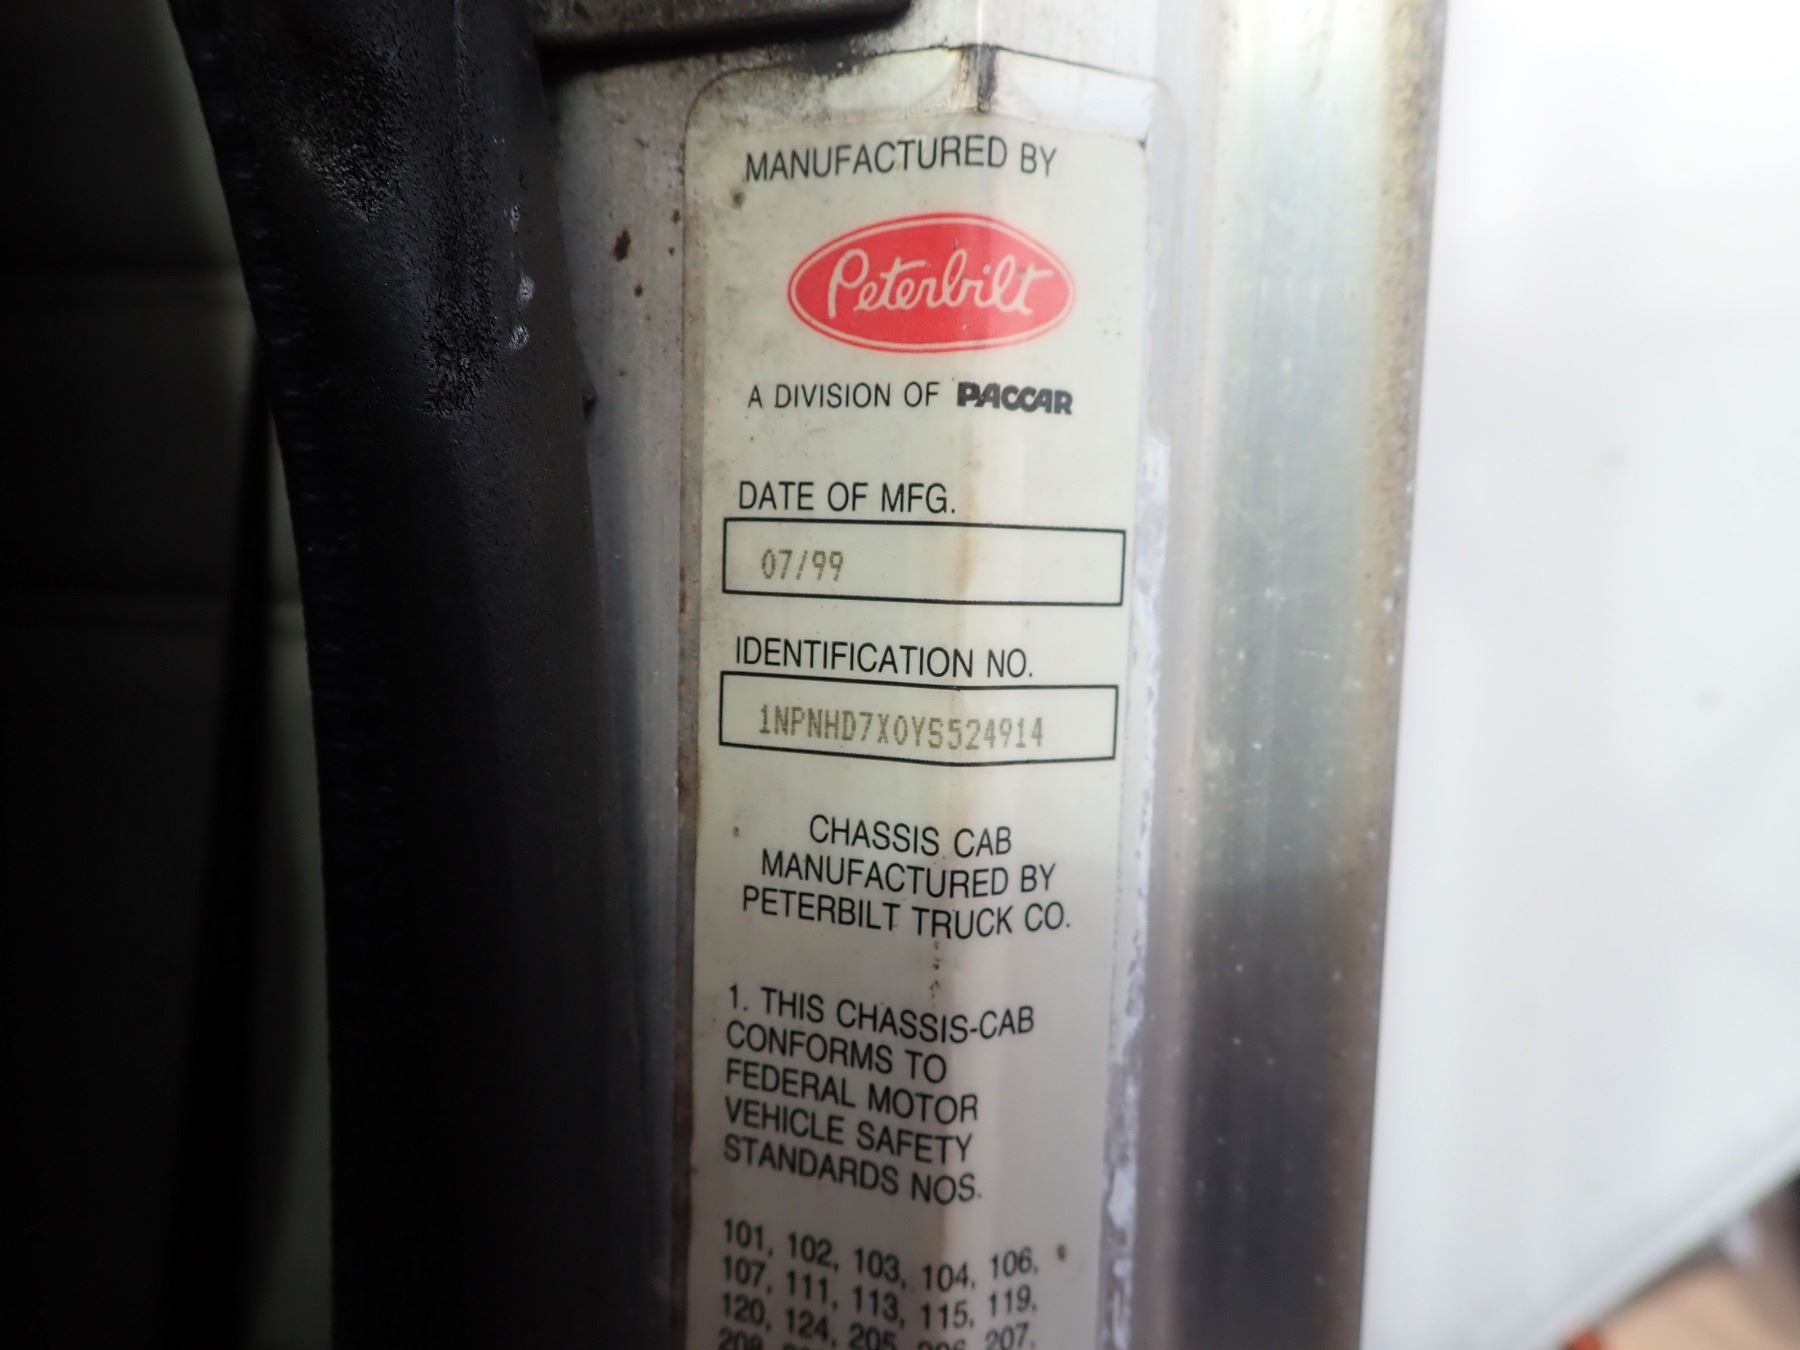 MANUFACTURED BY
Peterbilt
A DIVISION OF PACCAR
DATE OF MFG.
07/99
IDENTIFICATION NO.
1NPNHD7X0YS524914
CHASSIS CAB
MANUFACTURED BY
PETERBILT TRUCK CO.
1. THIS CHASSIS-CAB
CONFORMS TO
FEDERAL MOTOR
VEHICLE SAFETY
STANDARDS NOS.
101, 102, 103, 104, 106,
107, 111, 113, 115, 119,
120, 124, 205, 206, 207,